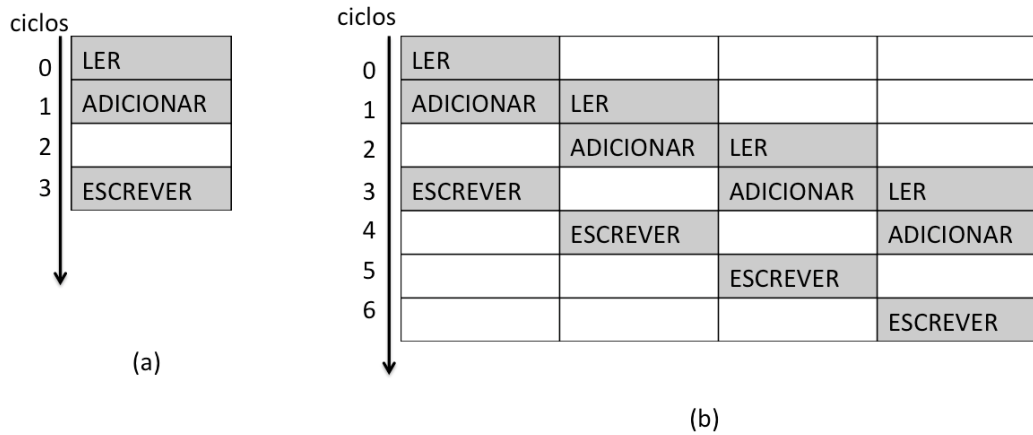 ciclos
0 LER
1 ADICIONAR
2
3 ESCREVER
(a)
ciclos
0 LER
1 ADICIONAR LER
2 ADICIONAR LER
3 ESCREVER ADICIONAR LER
4 ESCREVER ADICIONAR
5 ESCREVER
6 ESCREVER
(b)